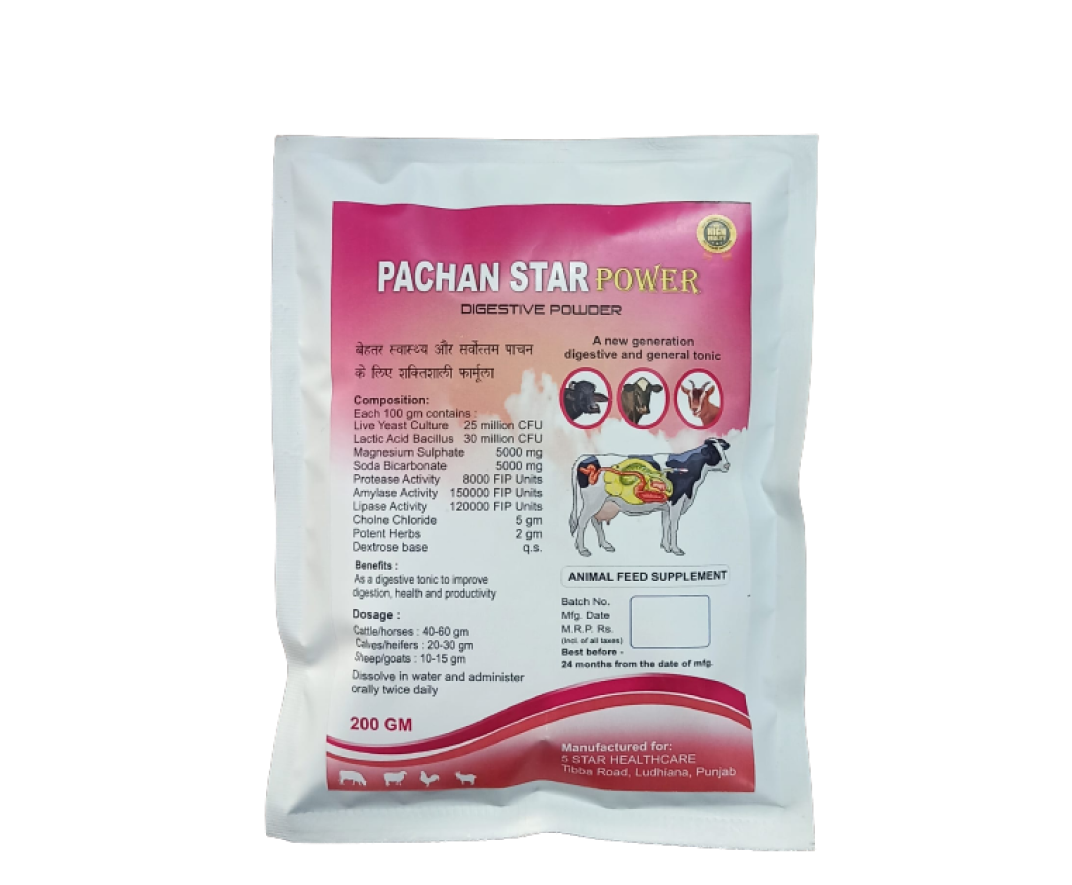 HIGH
QUALITY
PACHAN STAR POWER
DIGESTIVE POWDER
बेहतर स्वास्थ्य और सर्वोत्तम पाचन
के लिए शक्तिशाली फार्मूला
A new generation
digestive and general tonic
Composition:
Each 100 gm contains :
Live Yeast Culture 25 million CFU
Lactic Acid Bacillus 30 million CFU
Magnesium Sulphate 5000 mg
Soda Bicarbonate 5000 mg
Protease Activity 8000 FIP Units
Amylase Activity 150000 FIP Units
Lipase Activity 120000 FIP Units
Cholne Chloride 5 gm
Potent Herbs 2 gm
Dextrose base q.s.
Benefits :
As a digestive tonic to improve
digestion, health and productivity
Dosage :
Cattle/horses : 40-60 gm
Calves/heifers : 20-30 gm
Sheep/goats : 10-15 gm
Dissolve in water and administer
orally twice daily
200 GM
ANIMAL FEED SUPPLEMENT
Batch No.
Mfg. Date
M.R.P. Rs.
(Incl. of all taxes)
Best before -
24 months from the date of mfg.
Manufactured for:
5 STAR HEALTHCARE
Tibba Road, Ludhiana, Punjab